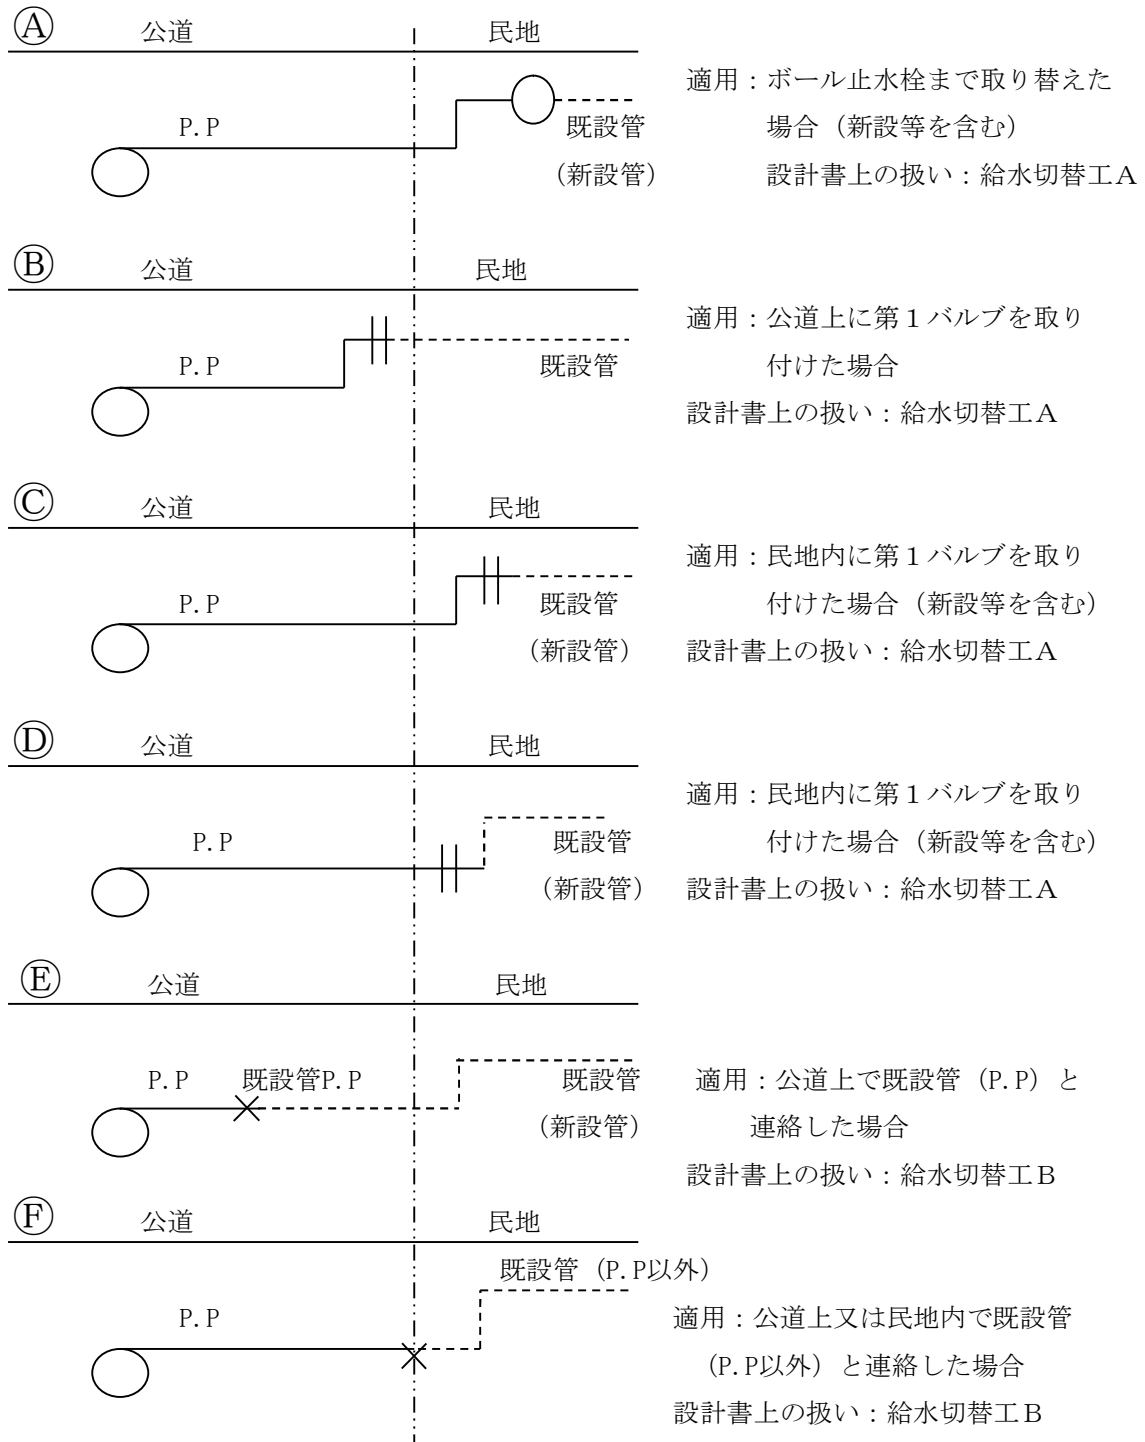 Ⓐ 公道 民地
適用：ボール止水栓まで取り替えた
P.P 既設管 場合（新設等を含む）
（新設管） 設計書上の扱い：給水切替工A
Ⓑ 公道 民地
適用：公道上に第１バルブを取り
P.P 既設管 付けた場合
設計書上の扱い：給水切替工A
Ⓒ 公道 民地
適用：民地内に第１バルブを取り
P.P 既設管 付けた場合（新設等を含む）
（新設管） 設計書上の扱い：給水切替工A
Ⓓ 公道 民地
適用：民地内に第１バルブを取り
P.P 既設管 付けた場合（新設等を含む）
（新設管） 設計書上の扱い：給水切替工A
Ⓔ 公道 民地
P.P 既設管P.P 既設管 適用：公道上で既設管（P.P）と
（新設管） 連絡した場合
設計書上の扱い：給水切替工B
Ⓕ 公道 民地
既設管（P.P以外）
P.P 適用：公道上又は民地内で既設管
（P.P以外）と連絡した場合
設計書上の扱い：給水切替工B